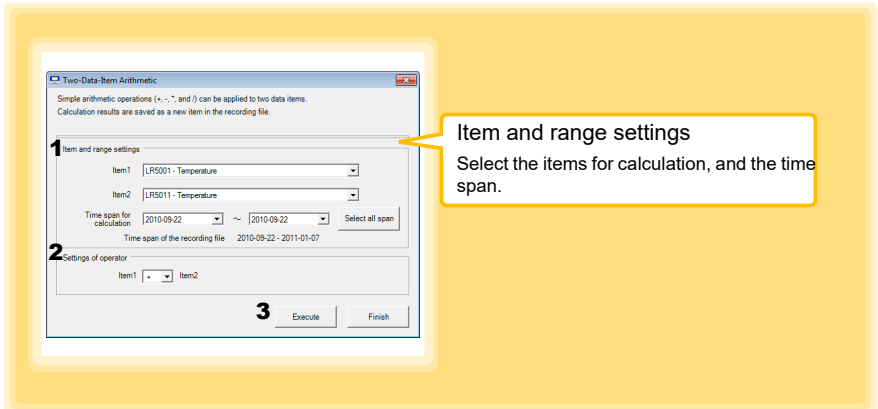 Two-Data-Item Arithmetic
Simple arithmetic operations (+, -, *, and /) can be applied to two data items.
Calculation results are saved as a new item in the recording file.
1
Item and range settings
Item1 LR5001 - Temperature
Item2 LR5011 - Temperature
Time span for
calculation 2010-09-22 ~ 2010-09-22 Select all span
Time span of the recording file 2010-09-22 - 2011-01-07
2
Settings of operator
Item1 + Item2
3 Execute Finish
Item and range settings
Select the items for calculation, and the time
span.